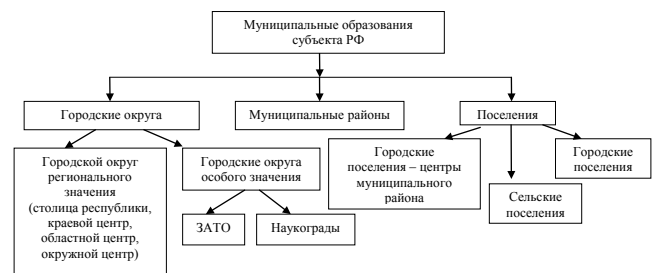 Муниципальные образования
субъекта РФ
Городские округа
Муниципальные районы
Поселения
Городской округ
регионального
значения
(столица республики,
краевой центр,
областной центр,
окружной центр)
Городские округа
особого значения
ЗАТО
Наукограды
Городские
поселения – центры
муниципального
района
Сельские
поселения
Городские
поселения